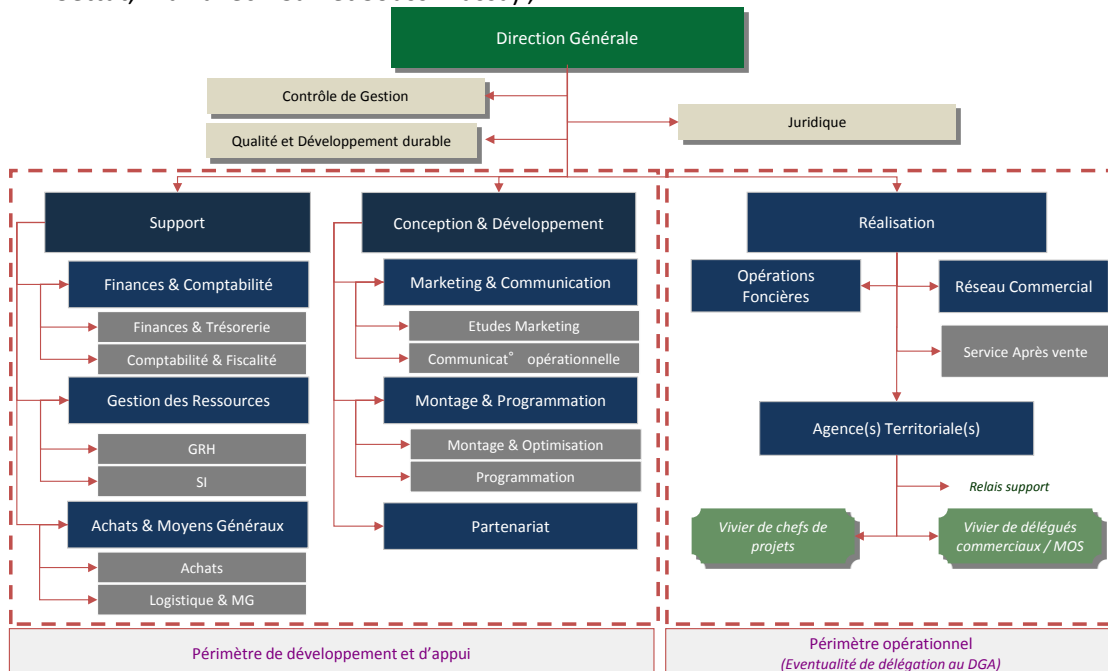 Direction Générale
Contrôle de Gestion
Qualité et Développement durable
Juridique
Support
Finances & Comptabilité
Finances & Trésorerie
Comptabilité & Fiscalité
Gestion des Ressources
GRH
SI
Achats & Moyens Généraux
Achats
Logistique & MG
Conception & Développement
Marketing & Communication
Etudes Marketing
Communicat° opérationnelle
Montage & Programmation
Montage & Optimisation
Programmation
Partenariat
Réalisation
Opérations
Foncières
Réseau Commercial
Service Après vente
Agence(s) Territoriale(s)
Relais support
Vivier de chefs de
projets
Vivier de délégués
commerciaux / MOS
Périmètre de développement et d'appui
Périmètre opérationnel
(Eventualité de délégation au DGA)